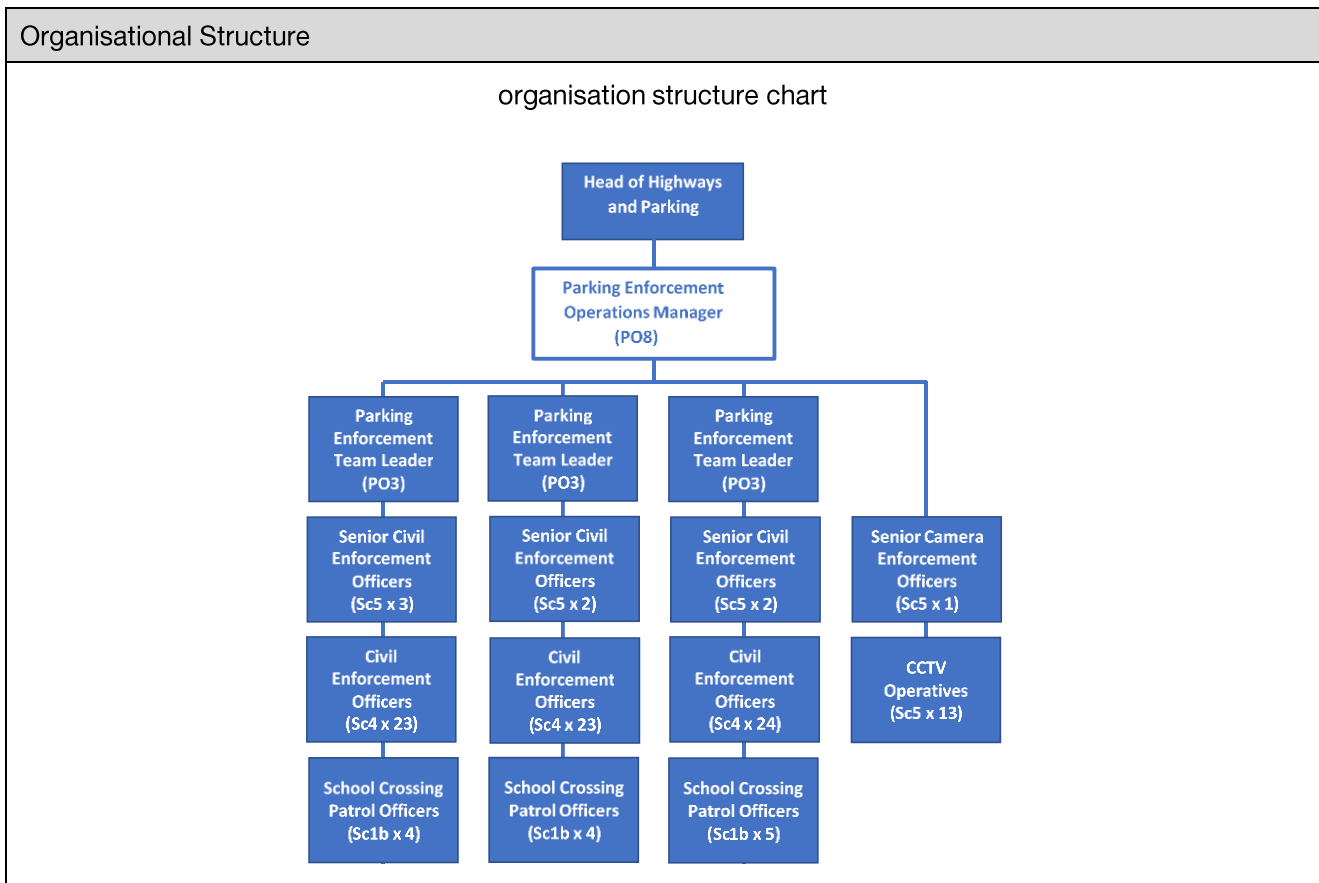 Organisational Structure
organisation structure chart
Head of Highways
and Parking
Parking Enforcement
Operations Manager
(PO8)
Parking
Enforcement
Team Leader
(PO3)
Parking
Enforcement
Team Leader
(PO3)
Parking
Enforcement
Team Leader
(PO3)
Senior Civil
Enforcement
Officers
(Sc5 x 3)
Senior Civil
Enforcement
Officers
(Sc5 x 2)
Senior Civil
Enforcement
Officers
(Sc5 x 2)
Senior Camera
Enforcement
Officers
(Sc5 x 1)
Civil
Enforcement
Officers
(Sc4 x 23)
Civil
Enforcement
Officers
(Sc4 x 23)
Civil
Enforcement
Officers
(Sc4 x 24)
CCTV
Operatives
(Sc5 x 13)
School Crossing
Patrol Officers
(Sc1b x 4)
School Crossing
Patrol Officers
(Sc1b x 4)
School Crossing
Patrol Officers
(Sc1b x 5)